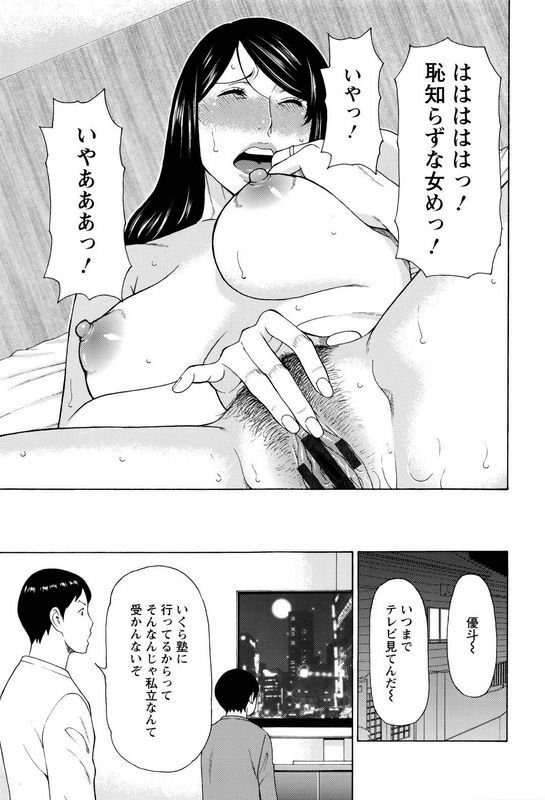 はははははっ！
恥知らずな女めっ！
いやっ！
いやあああっ！
優斗〜
いつまで
テレビ見てんだ〜
いくら塾に
行ってるからって
そんなんじゃ私立なんて
受かんないぞ